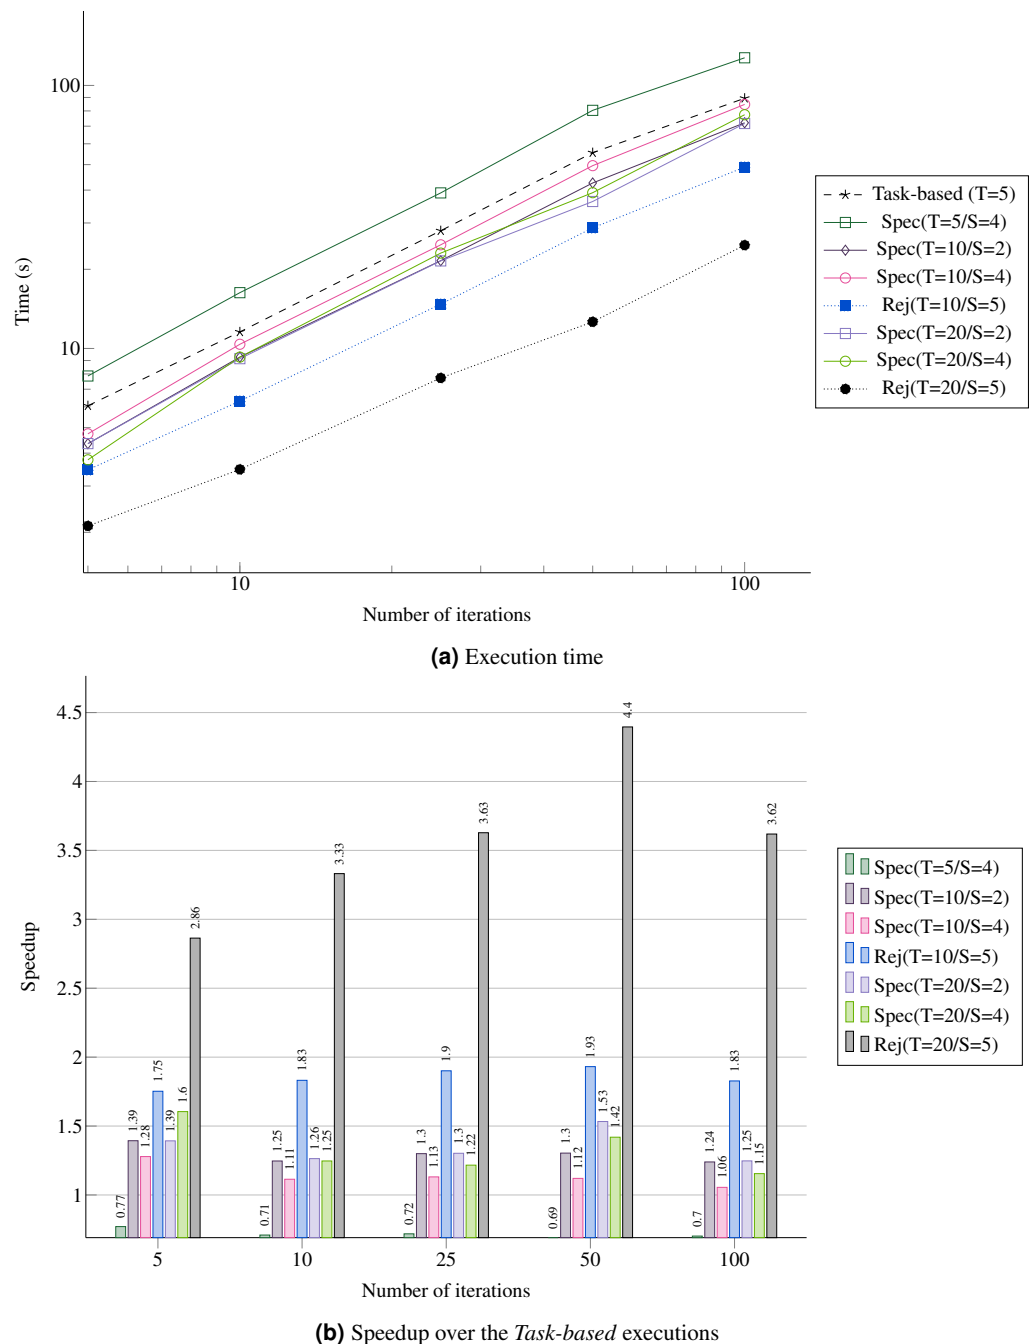 100
10
Time (s)
10
100
Number of iterations
Task-based (T=5)
Spec(T=5/S=4)
Spec(T=10/S=2)
Spec(T=10/S=4)
Rej(T=10/S=5)
Spec(T=20/S=2)
Spec(T=20/S=4)
Rej(T=20/S=5)
(a) Execution time
4.5
4
3.5
3
2.5
2
1.5
1
Speedup
0.77 1.39 1.28 1.75 1.39 1.6 2.86
0.71 1.25 1.11 1.83 1.26 1.25 3.33
0.72 1.3 1.13 1.9 1.3 1.22 3.63
0.69 1.3 1.12 1.93 1.53 1.42 4.4
0.7 1.24 1.06 1.83 1.25 1.15 3.62
5 10 25 50 100
Number of iterations
Spec(T=5/S=4)
Spec(T=10/S=2)
Spec(T=10/S=4)
Rej(T=10/S=5)
Spec(T=20/S=2)
Spec(T=20/S=4)
Rej(T=20/S=5)
(b) Speedup over the Task-based executions